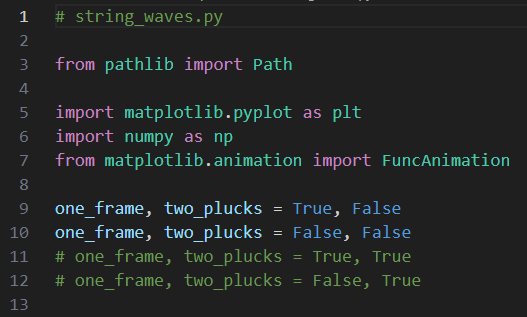 1 # string_waves.py
2
3 from pathlib import Path
4
5 import matplotlib.pyplot as plt
6 import numpy as np
7 from matplotlib.animation import FuncAnimation
8
9 one_frame, two_plucks = True, False
10 one_frame, two_plucks = False, False
11 # one_frame, two_plucks = True, True
12 # one_frame, two_plucks = False, True
13